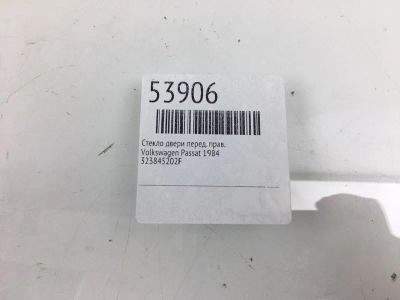 53906
Стекло двери перед. прав.
Volkswagen Passat 1984
323845202F